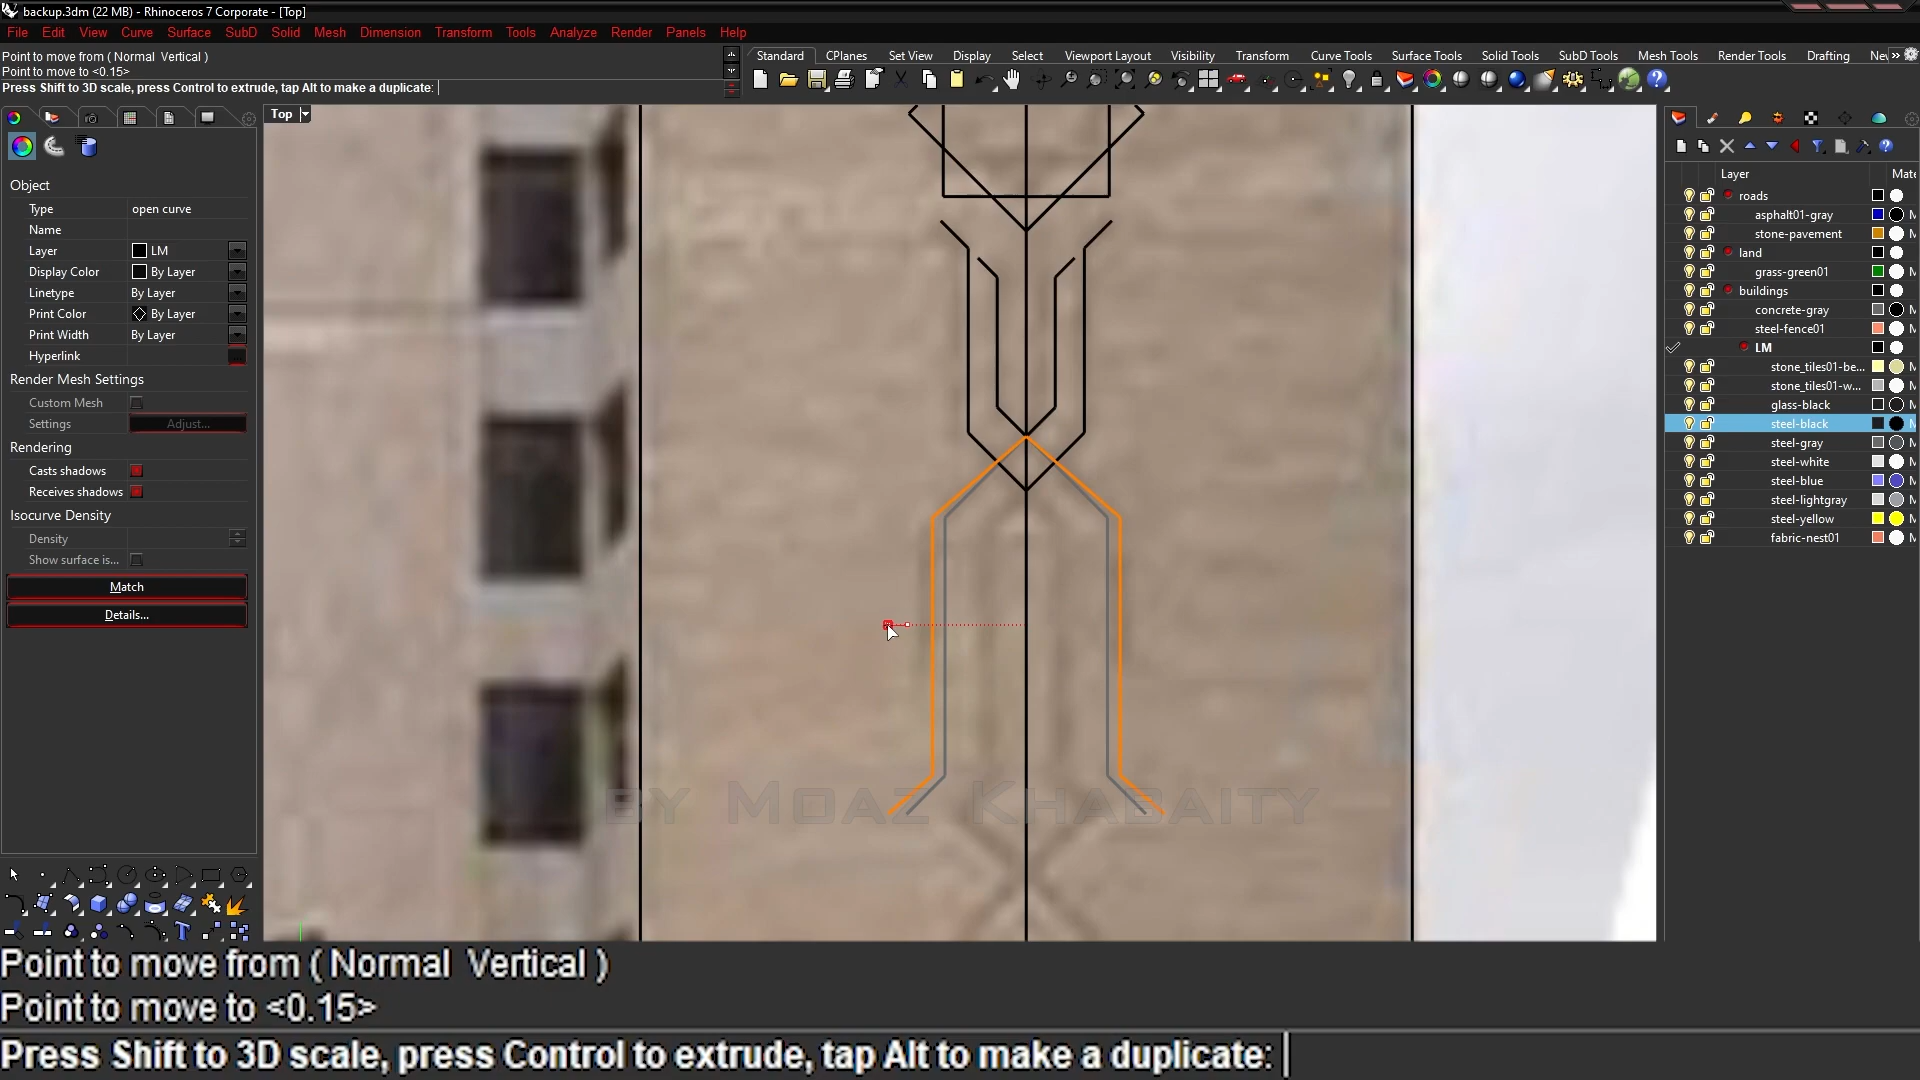 backup.3dm (22 MB) - Rhinoceros 7 Corporate - [Top]
File Edit View Curve Surface SubD Solid Mesh Dimension Transform Tools Analyze Render Panels Help
Point to move from ( Normal Vertical )
Point to move to <0.15>
Press Shift to 3D scale, press Control to extrude, tap Alt to make a duplicate:
Standard CPlanes Set View Display Select Viewport Layout Visibility Transform Curve Tools Surface Tools Solid Tools SubD Tools Mesh Tools Render Tools Drafting Nev »
Top
Object
Type open curve
Name
Layer LM
Display Color By Layer
Linetype By Layer
Print Color By Layer
Print Width By Layer
Hyperlink
Render Mesh Settings
Custom Mesh
Settings Adjust...
Rendering
Casts shadows
Receives shadows
Isocurve Density
Density
Show surface is...
Match
Details...
Layer Mate
roads
asphalt01-gray
stone-pavement
land
grass-green01
buildings
concrete-gray
steel-fence01
LM
stone_tiles01-be...
stone_tiles01-w...
glass-black
steel-black
steel-gray
steel-white
steel-blue
steel-lightgray
steel-yellow
fabric-nest01
by Moaz Khabaity
Point to move from ( Normal Vertical )
Point to move to <0.15>
Press Shift to 3D scale, press Control to extrude, tap Alt to make a duplicate: